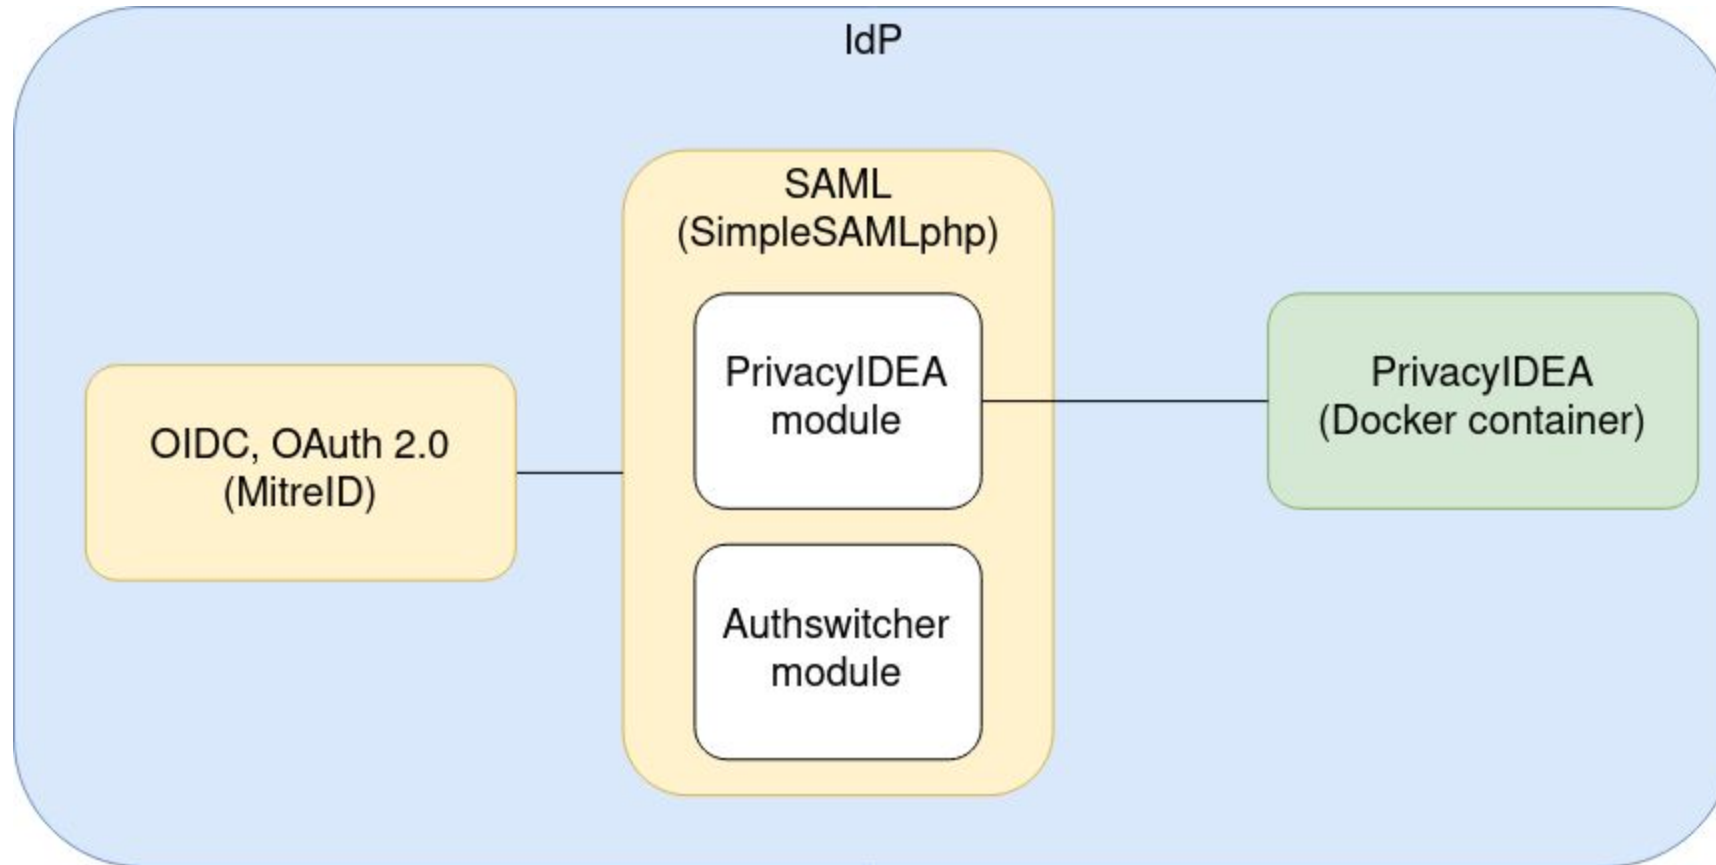 IdP
SAML
(SimpleSAMLphp)
PrivacyIDEA
module
PrivacyIDEA
(Docker container)
OIDC, OAuth 2.0
(MitreID)
Authswitcher
module